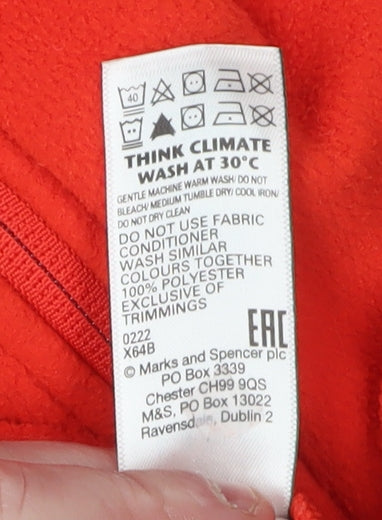 40
THINK CLIMATE
WASH AT 30°C
GENTLE MACHINE WARM WASH/ DO NOT
BLEACH/ MEDIUM TUMBLE DRY/ COOL IRON/
DO NOT DRY CLEAN
DO NOT USE FABRIC
CONDITIONER
WASH SIMILAR
COLOURS TOGETHER
100% POLYESTER
EXCLUSIVE OF
TRIMMINGS
0222
X64B
EAC
© Marks and Spencer plc
PO Box 3339
Chester CH99 9QS
M&S, PO Box 13022
Ravensdale, Dublin 2